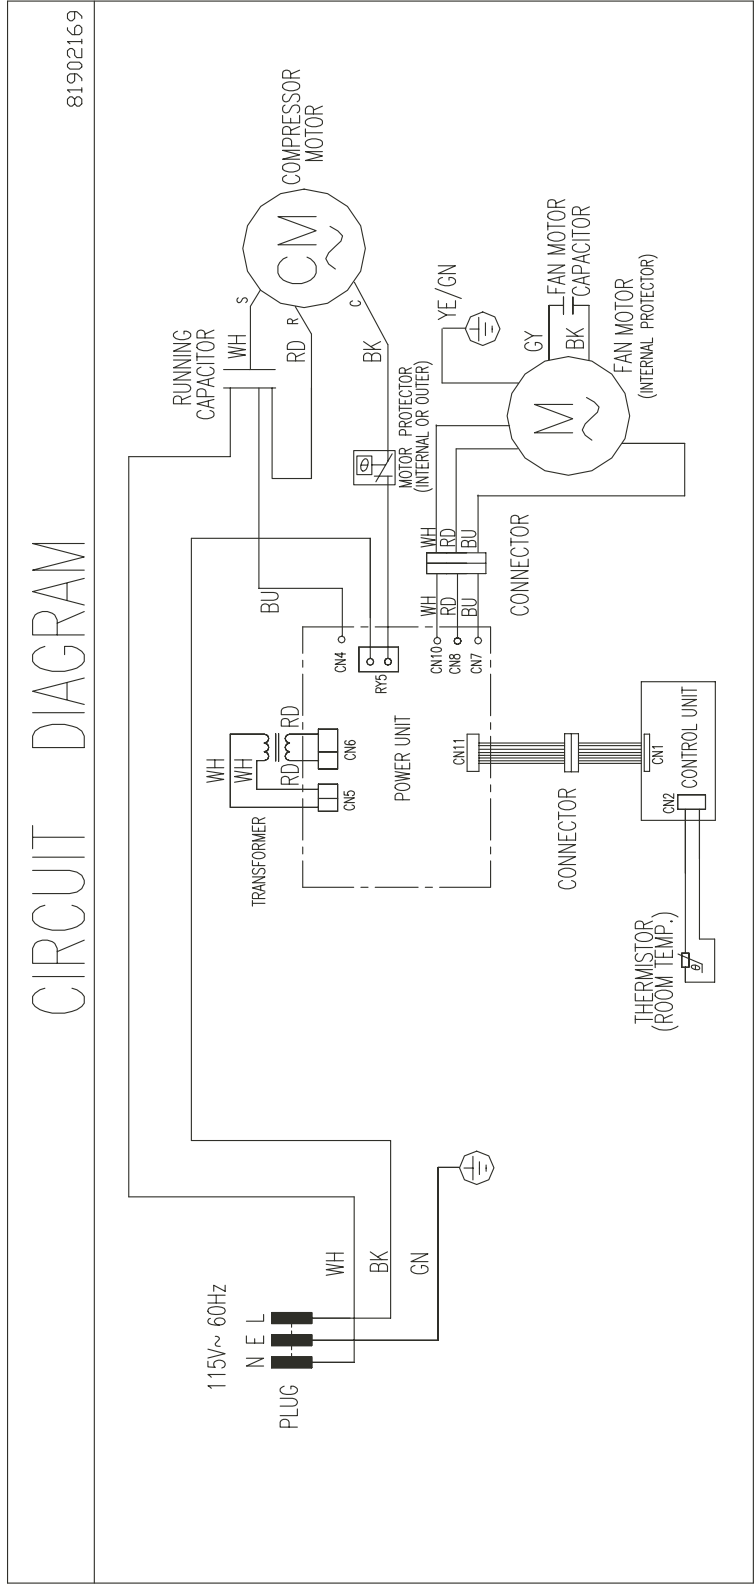 CIRCUIT DIAGRAM
81902169
115V~ 60Hz
N E L
PLUG
WH
BK
GN
RUNNING
CAPACITOR
WH
S
RD
R
C
BK
CM
COMPRESSOR
MOTOR
BU
MOTOR PROTECTOR
(INTERNAL OR OUTER)
θ
TRANSFORMER
WH
WH
RD
RD
CN5
CN6
CN4
RY5
POWER UNIT
CN10
CN8
CN7
CN11
WH
RD
BU
WH
RD
BU
CONNECTOR
YE/GN
GY
BK
FAN MOTOR
CAPACITOR
M
FAN MOTOR
(INTERNAL PROTECTOR)
CONNECTOR
CN1
CN2
CONTROL UNIT
THERMISTOR
(ROOM TEMP.)
θ